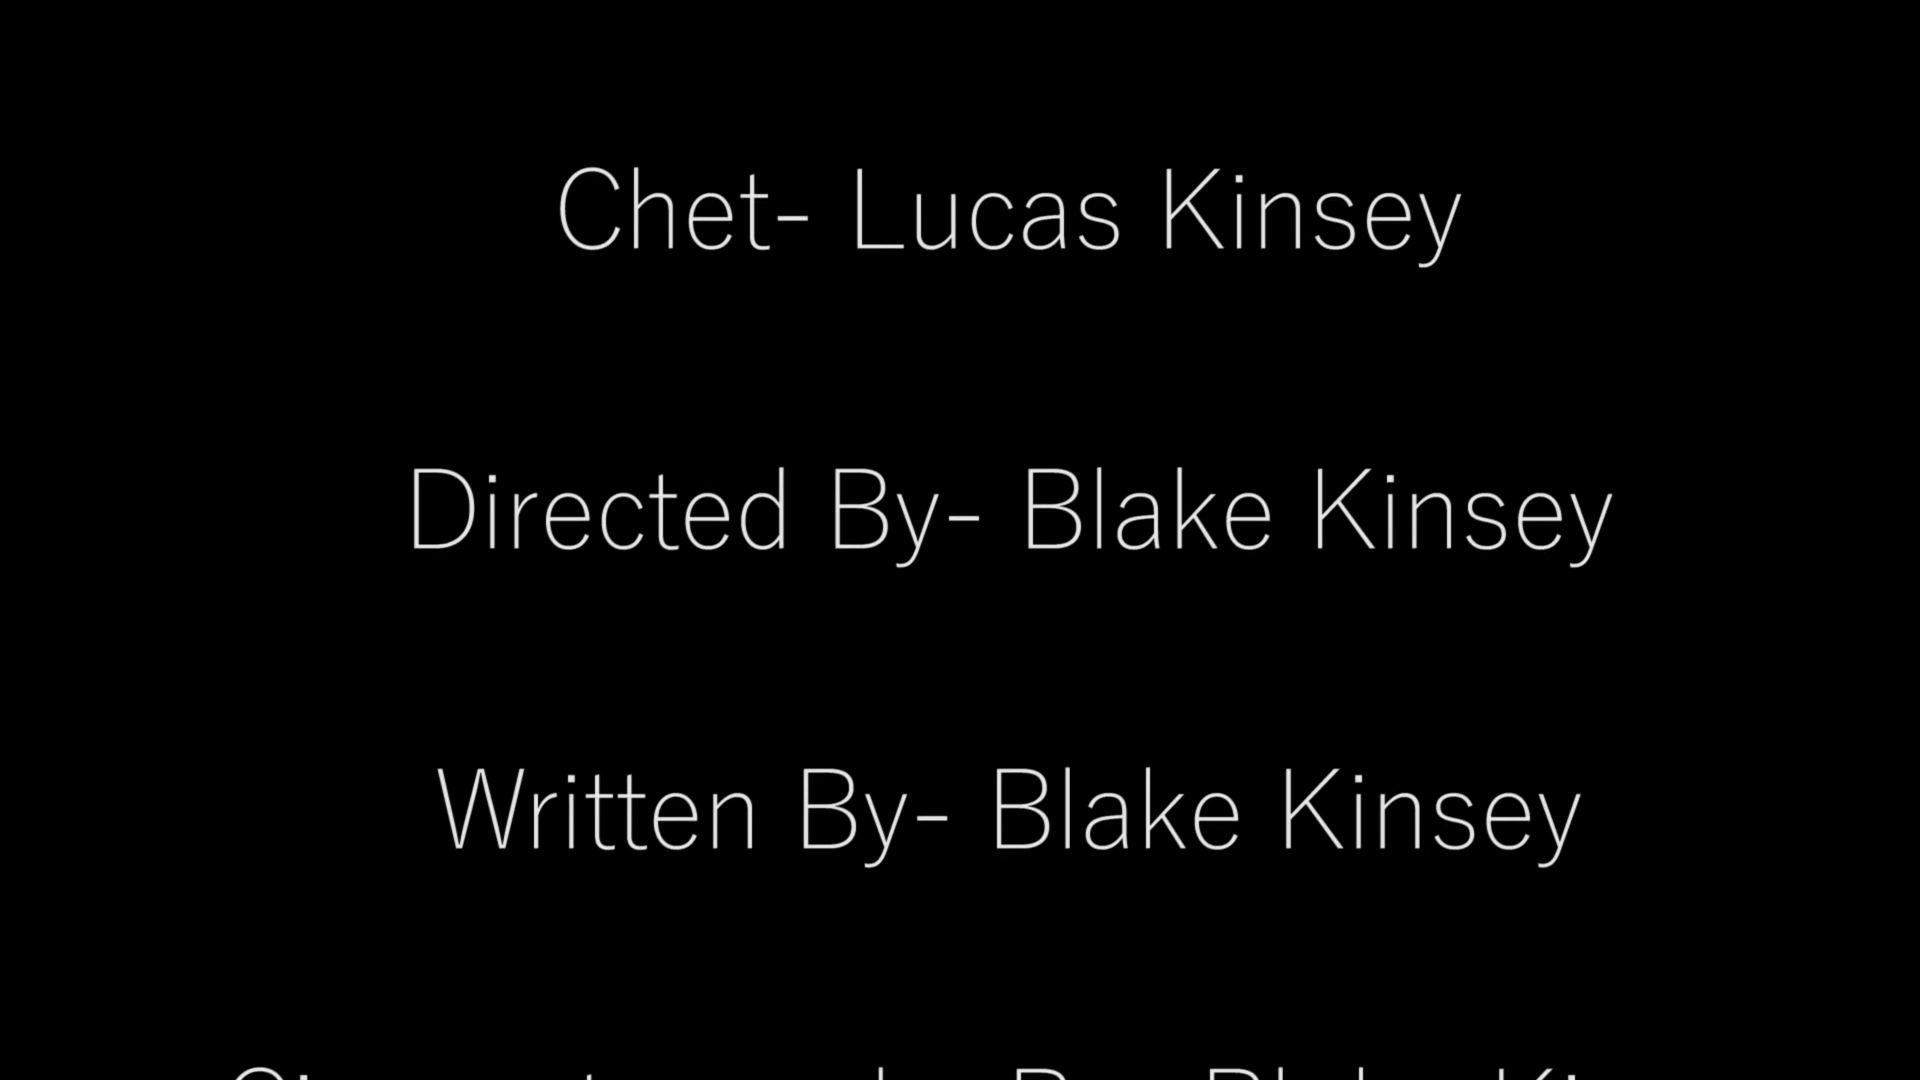 Chet- Lucas Kinsey
Directed By- Blake Kinsey
Written By- Blake Kinsey